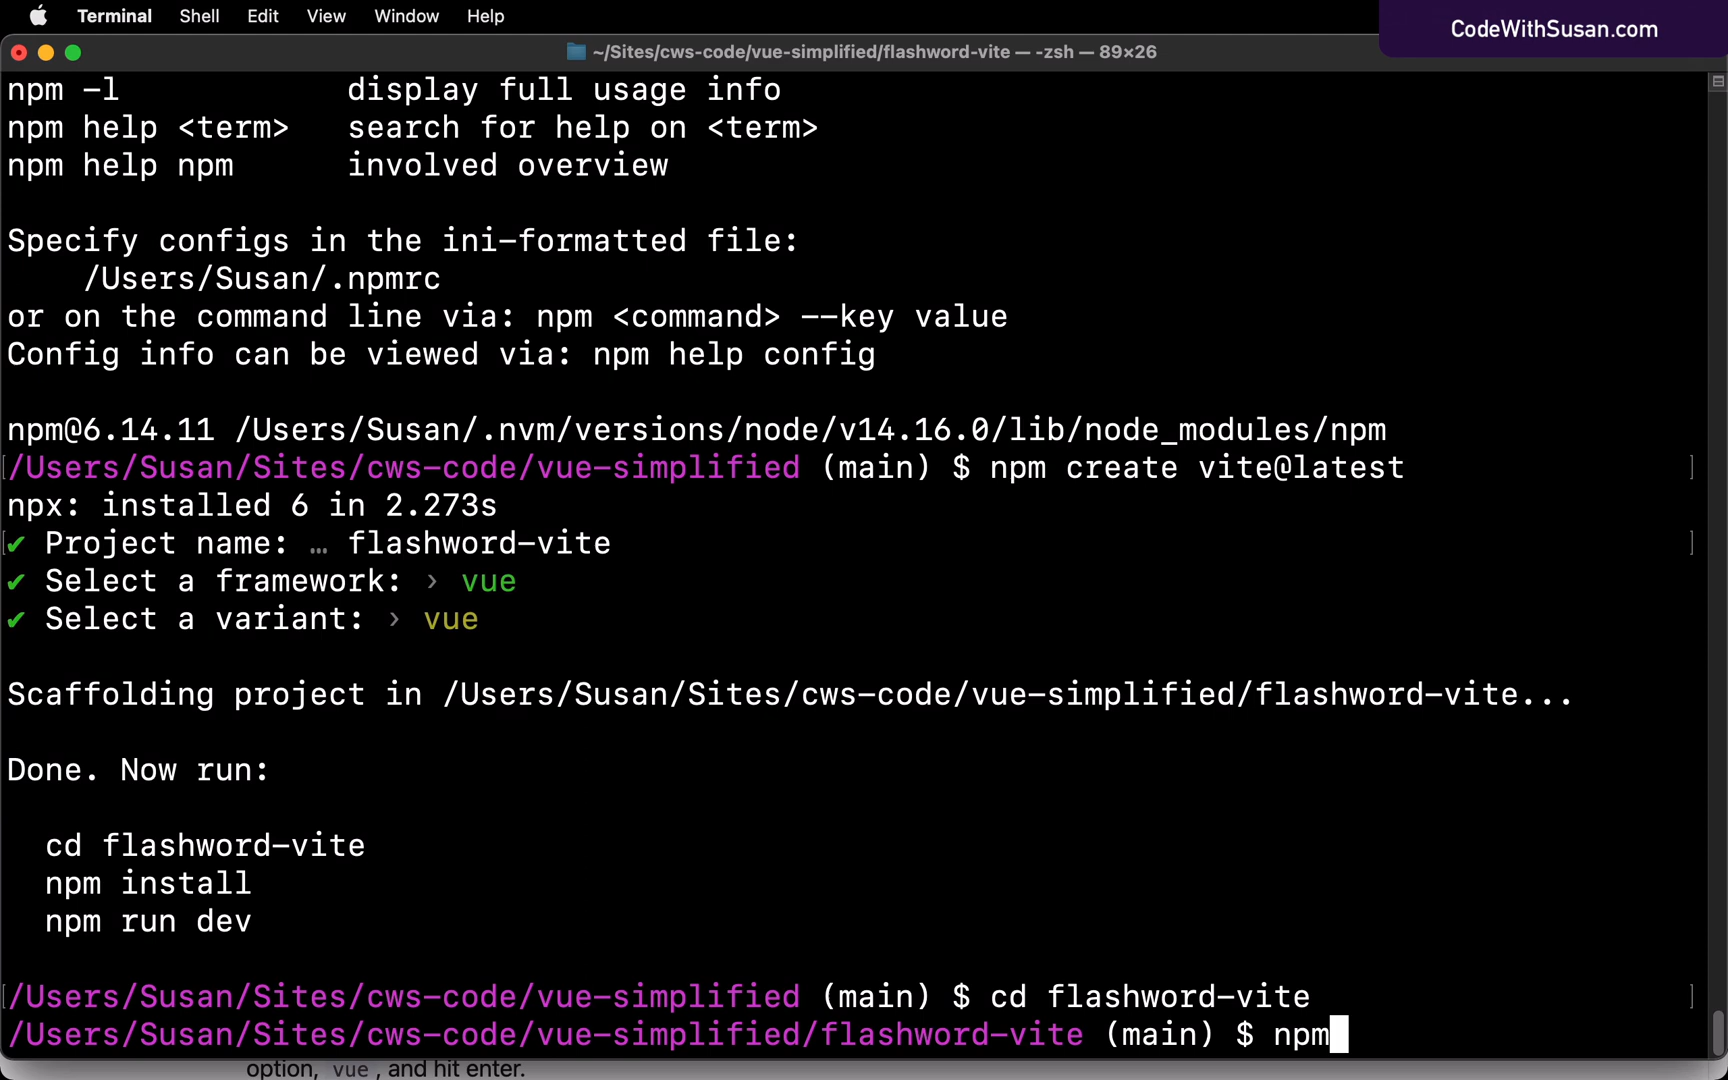 Terminal Shell Edit View Window Help
CodeWithSusan.com
~/Sites/cws-code/vue-simplified/flashword-vite — -zsh — 89×26
npm -l display full usage info
npm help <term> search for help on <term>
npm help npm involved overview
Specify configs in the ini-formatted file:
/Users/Susan/.npmrc
or on the command line via: npm <command> --key value
Config info can be viewed via: npm help config
npm@6.14.11 /Users/Susan/.nvm/versions/node/v14.16.0/lib/node_modules/npm
[/Users/Susan/Sites/cws-code/vue-simplified (main) $ npm create vite@latest ]
npx: installed 6 in 2.273s
[✔ Project name: … flashword-vite ]
✔ Select a framework: › vue
✔ Select a variant: › vue
Scaffolding project in /Users/Susan/Sites/cws-code/vue-simplified/flashword-vite...
Done. Now run:
cd flashword-vite
npm install
npm run dev
[/Users/Susan/Sites/cws-code/vue-simplified (main) $ cd flashword-vite ]
/Users/Susan/Sites/cws-code/vue-simplified/flashword-vite (main) $ npm
option, vue, and hit enter.